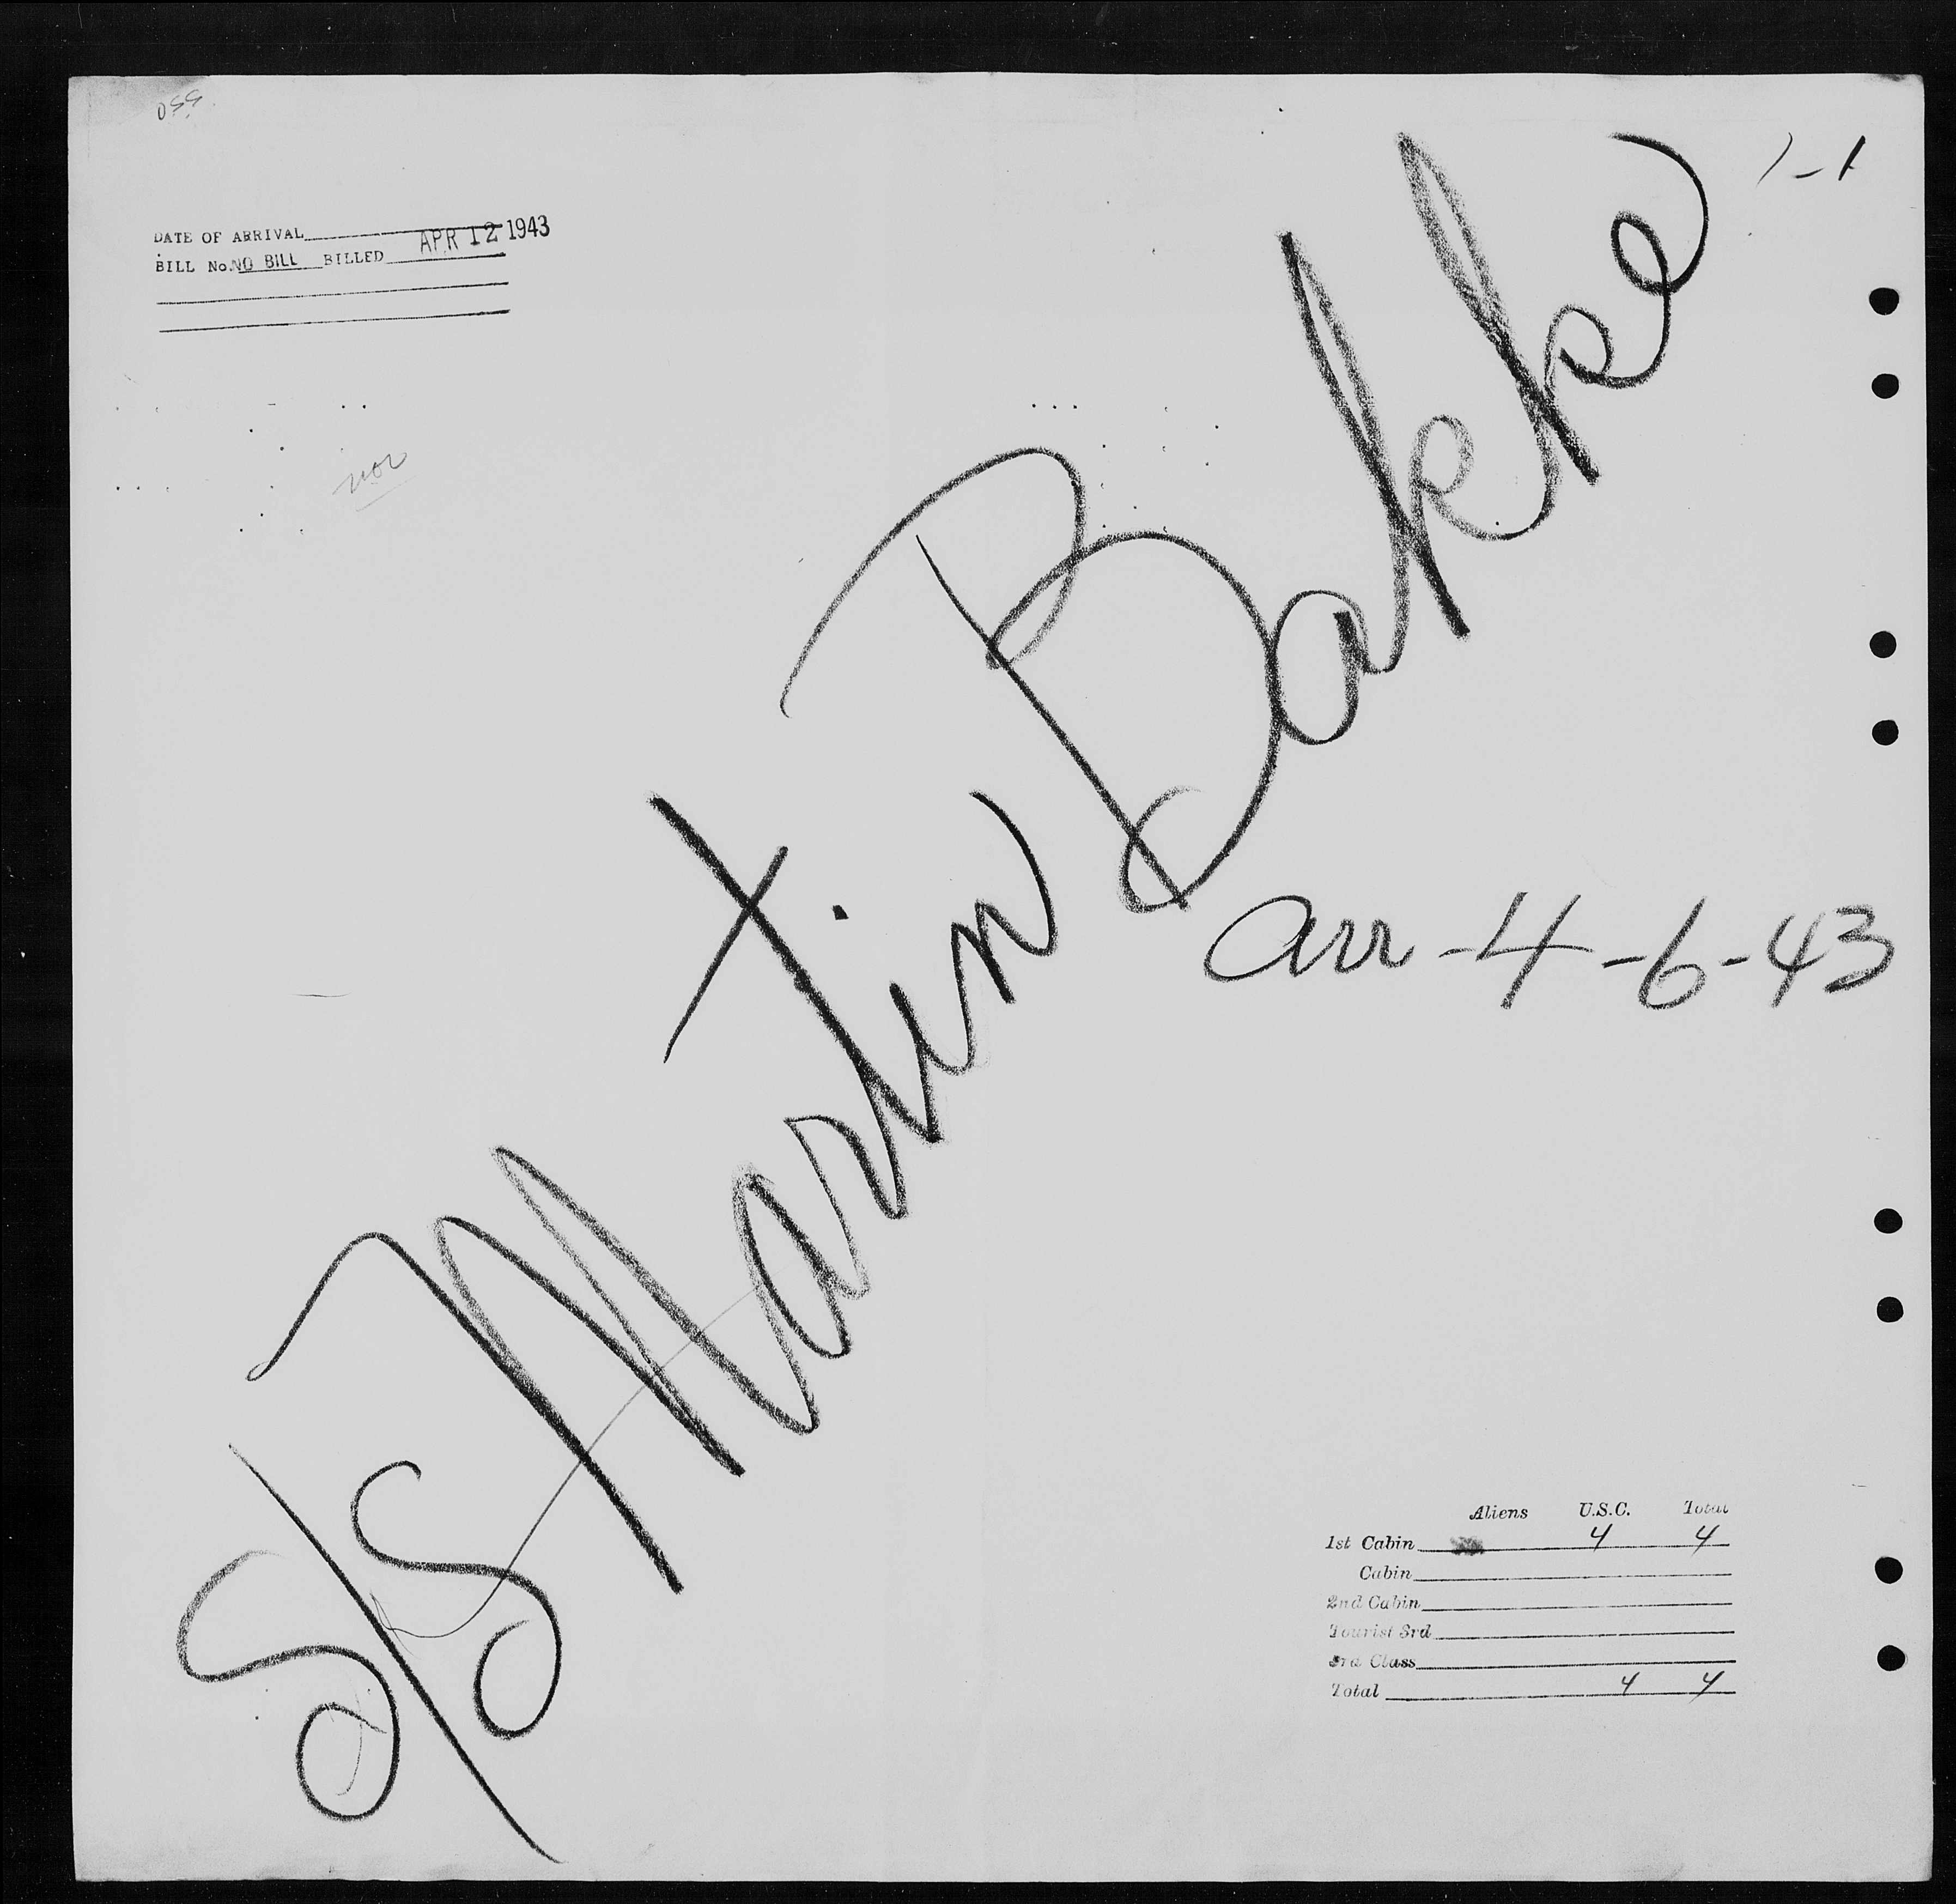 DATE OF ARRIVAL
BILL No. NO BILL BILLED APR 12 1943
nor
1-1
S/S Martin Bakke
arr-4-6-43
Aliens U.S.C. Total
1st Cabin 4 4
Cabin
2nd Cabin
Tourist 3rd
3rd Class
Total 4 4